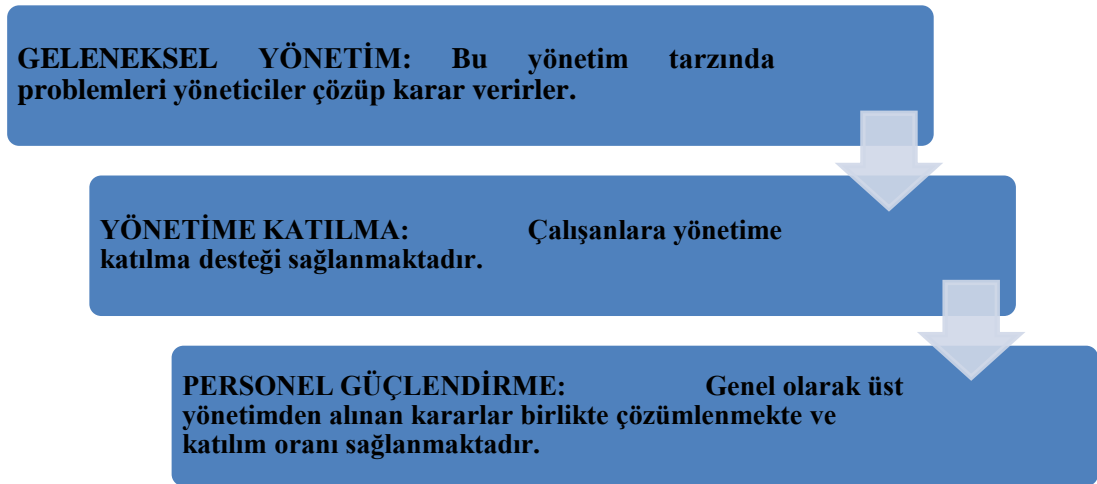 GELENEKSEL YÖNETİM: Bu yönetim tarzında
problemleri yöneticiler çözüp karar verirler.
YÖNETİME KATILMA: Çalışanlara yönetime
katılma desteği sağlanmaktadır.
PERSONEL GÜÇLENDİRME: Genel olarak üst
yönetimden alınan kararlar birlikte çözümlenmekte ve
katılım oranı sağlanmaktadır.